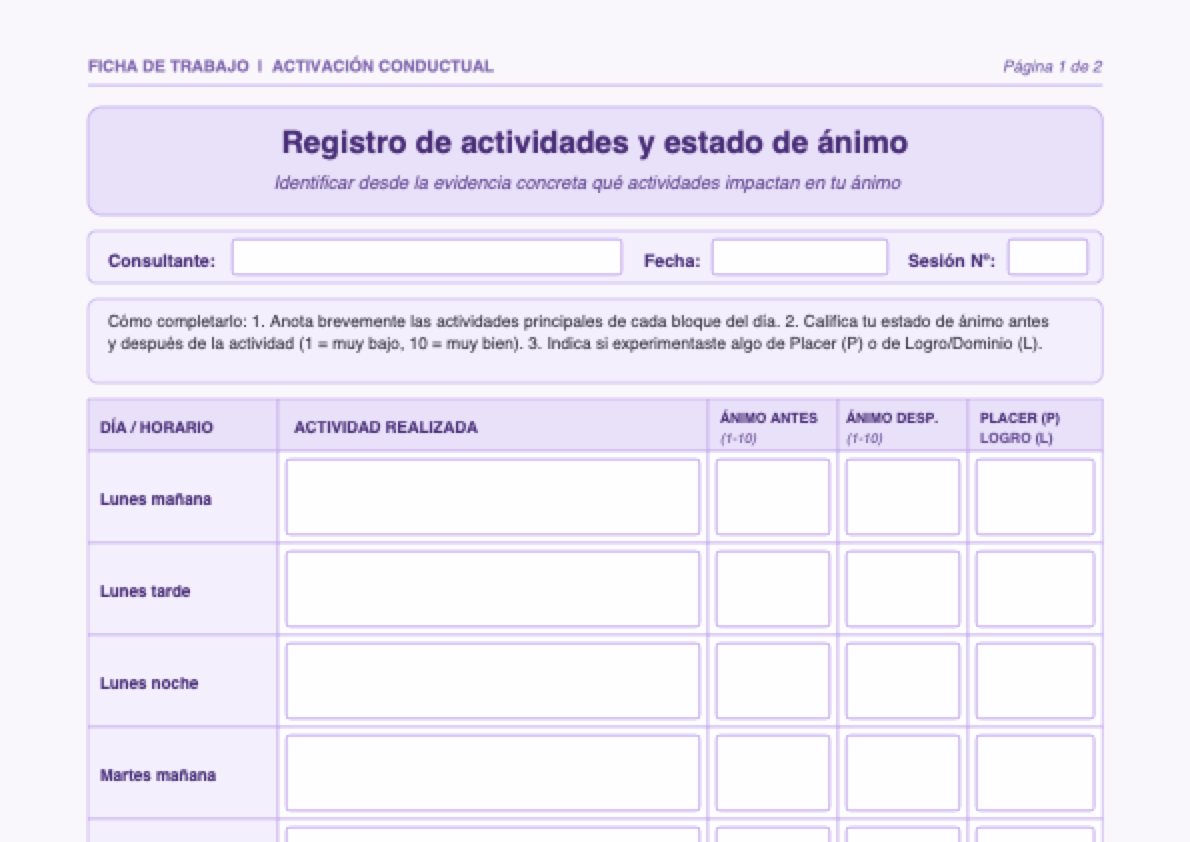 FICHA DE TRABAJO | ACTIVACIÓN CONDUCTUAL
Página 1 de 2
Registro de actividades y estado de ánimo
Identificar desde la evidencia concreta qué actividades impactan en tu ánimo
Consultante: Fecha: Sesión Nº:
Cómo completarlo: 1. Anota brevemente las actividades principales de cada bloque del día. 2. Califica tu estado de ánimo antes
y después de la actividad (1 = muy bajo, 10 = muy bien). 3. Indica si experimentaste algo de Placer (P) o de Logro/Dominio (L).
DÍA / HORARIO
ACTIVIDAD REALIZADA
ÁNIMO ANTES
(1-10)
ÁNIMO DESP.
(1-10)
PLACER (P)
LOGRO (L)
Lunes mañana
Lunes tarde
Lunes noche
Martes mañana